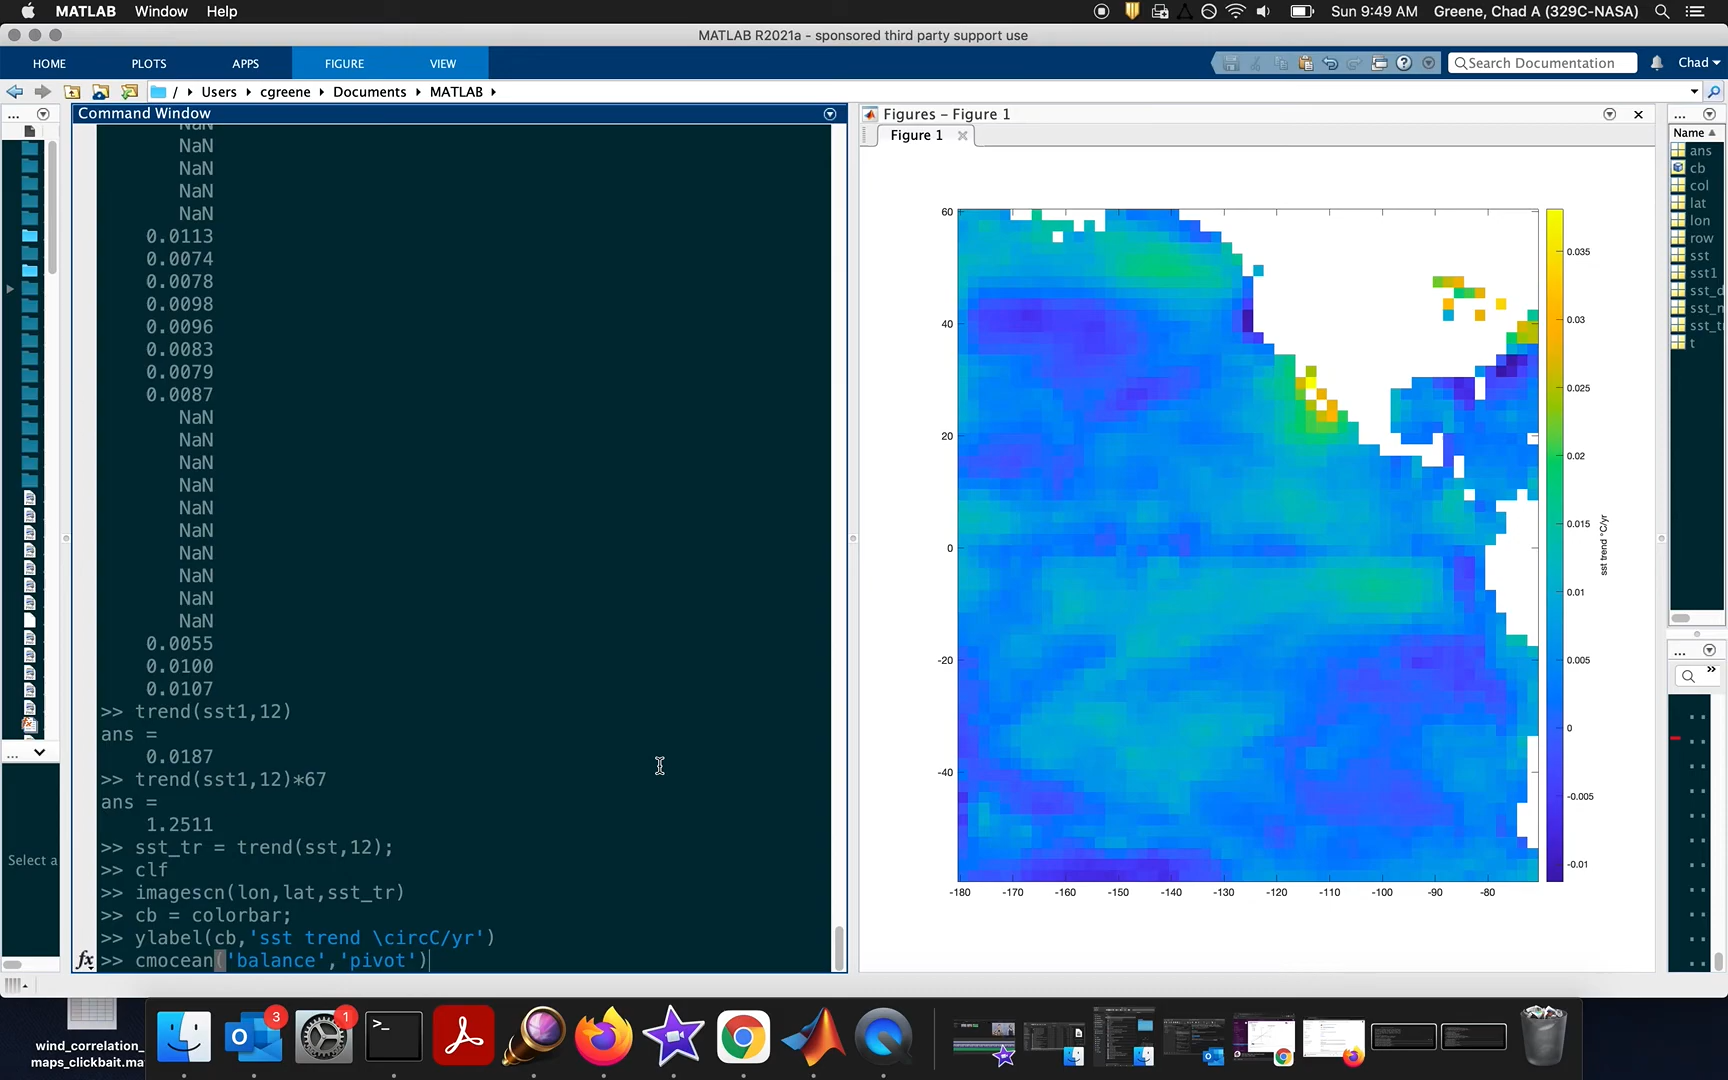 MATLAB Window Help
Sun 9:49 AM Greene, Chad A (329C-NASA)
MATLAB R2021a - sponsored third party support use
HOME PLOTS APPS FIGURE VIEW
Search Documentation
Chad
/ Users cgreene Documents MATLAB
Command Window
NaN
NaN
NaN
NaN
NaN
0.0113
0.0074
0.0078
0.0098
0.0096
0.0083
0.0079
0.0087
NaN
NaN
NaN
NaN
NaN
NaN
NaN
NaN
NaN
NaN
0.0055
0.0100
0.0107
>> trend(sst1,12)
ans =
0.0187
>> trend(sst1,12)*67
ans =
1.2511
>> sst_tr = trend(sst,12);
>> clf
>> imagescn(lon,lat,sst_tr)
>> cb = colorbar;
>> ylabel(cb,'sst trend \circC/yr')
fx >> cmocean('balance','pivot')
Select a
Figures - Figure 1
Figure 1
60
40
20
0
-20
-40
-180 -170 -160 -150 -140 -130 -120 -110 -100 -90 -80
0.035
0.03
0.025
0.02
0.015
0.01
0.005
0
-0.005
-0.01
sst trend °C/yr
Name
ans
cb
col
lat
lon
row
sst
sst1
sst_d
sst_n
sst_tr
t
wind_correlation_
maps_clickbait.ma
3
1
>_